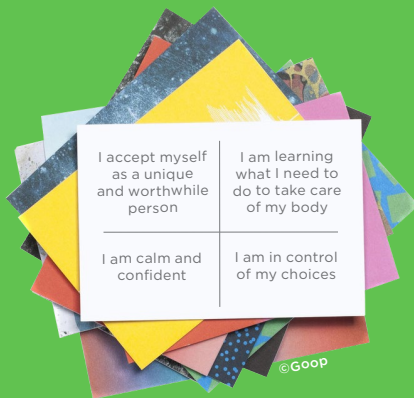 I accept myself
as a unique
and worthwhile
person
I am learning
what I need to
do to take care
of my body
I am calm and
confident
I am in control
of my choices
©Goop